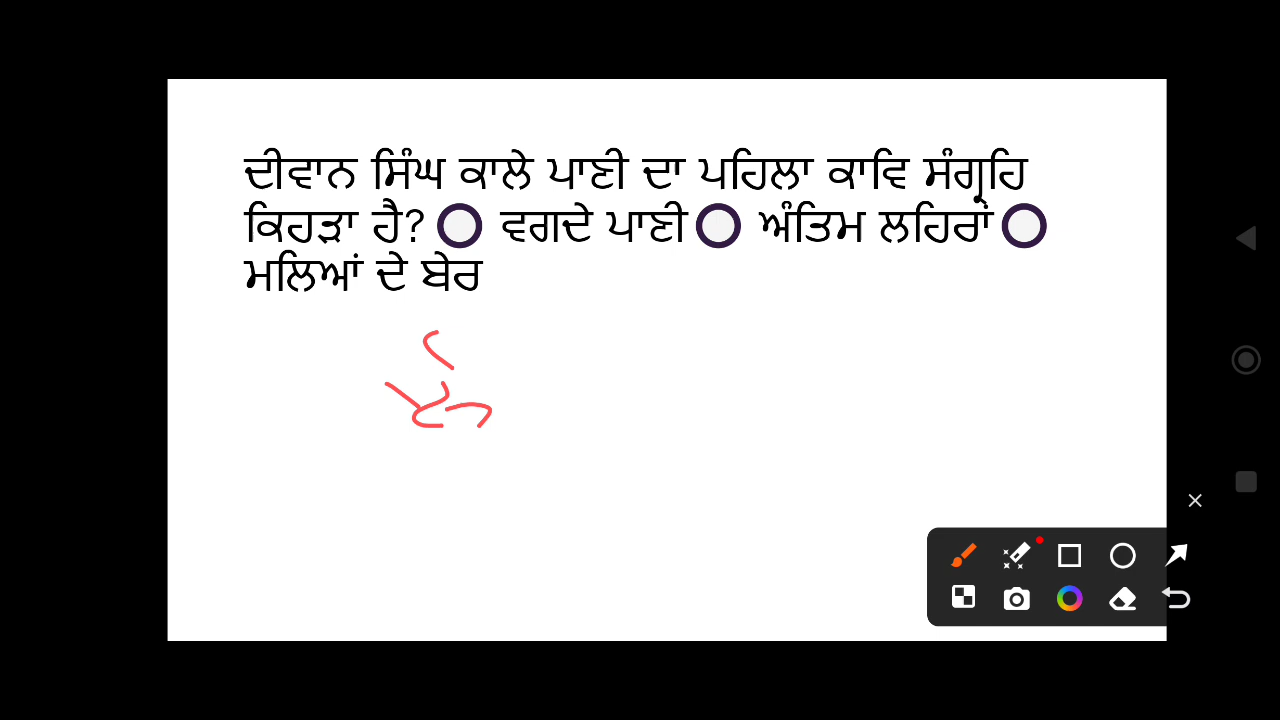 ਦੀਵਾਨ ਸਿੰਘ ਕਾਲੇ ਪਾਣੀ ਦਾ ਪਹਿਲਾ ਕਾਵਿ ਸੰਗ੍ਰਹਿ
ਕਿਹੜਾ ਹੈ? ⭕ ਵਗਦੇ ਪਾਣੀ ⭕ ਅੰਤਿਮ ਲਹਿਰਾਂ ⭕
ਮਲਿਆਂ ਦੇ ਬੇਰ